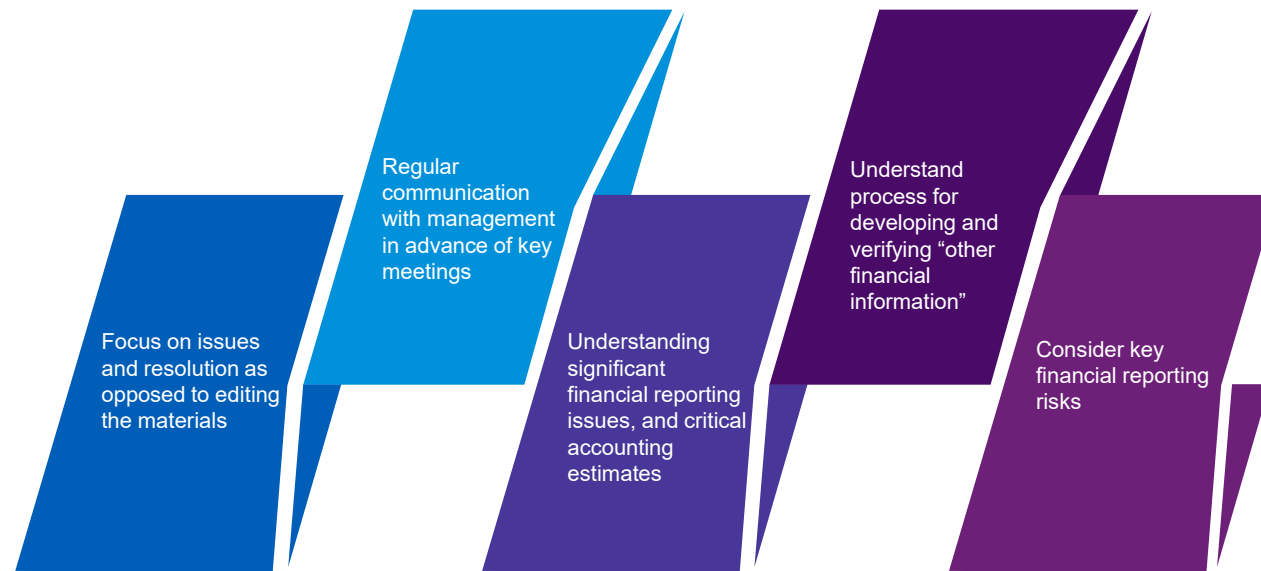 Focus on issues
and resolution as
opposed to editing
the materials
Regular
communication
with management
in advance of key
meetings
Understanding
significant
financial reporting
issues, and critical
accounting
estimates
Understand
process for
developing and
verifying “other
financial
information”
Consider key
financial reporting
risks